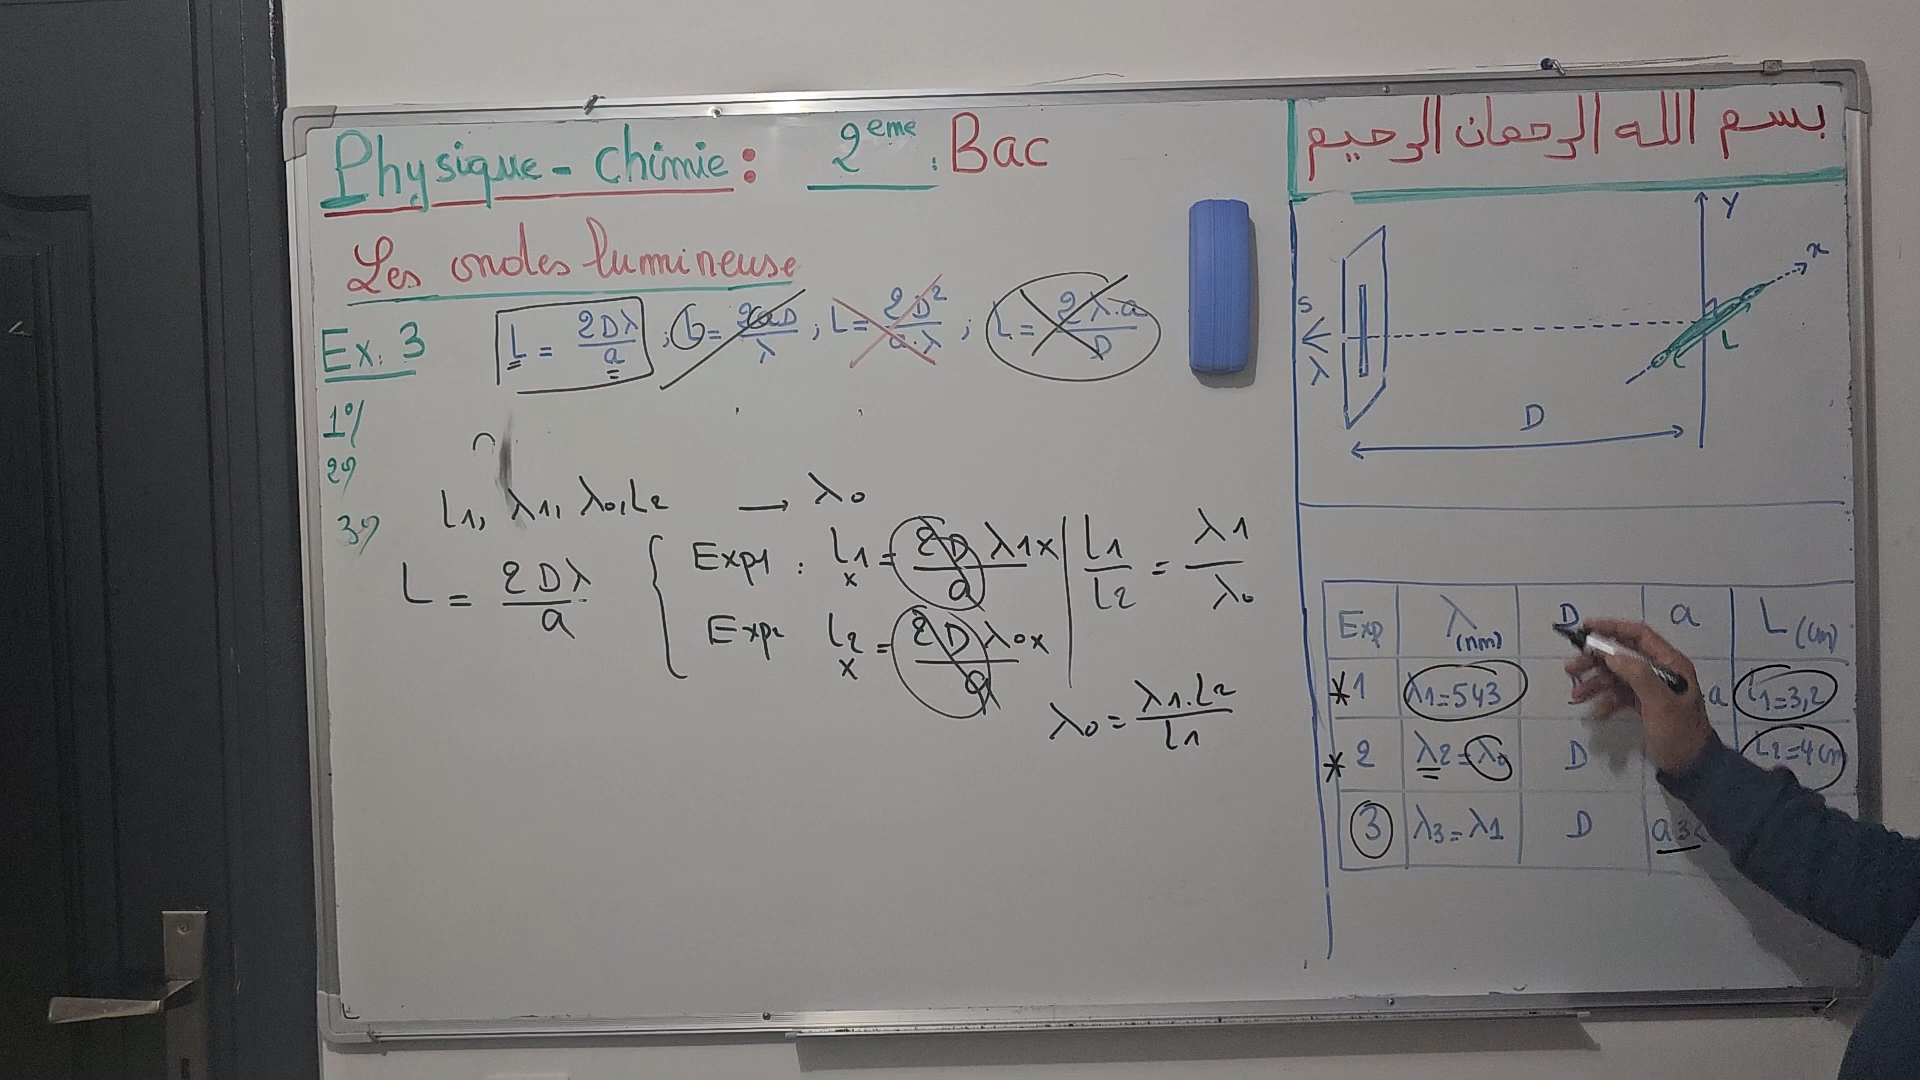 Physique - Chimie : 2eme Bac
بسم الله الرحمان الرحيم
Les ondes lumineuse
Ex. 3
L = 2Dλ/a ; L = 2aD/λ ; L = 2D²/a.λ ; L = 2λ.a/D
1°/
2°/
3°/
L1, λ1, λ0, L2 → λ0
L = 2Dλ/a
Exp1 : L1 = 2D λ1/a
Exp2 L2 = 2D λ0/a
L1/L2 = λ1/λ0
λ0 = λ1.L2/L1
Y
x
S
λ
L
D
Exp λ(nm) D a L(cm)
*1 λ1=543 a L1=3,2
*2 λ2=λ0 D L2=4cm
3 λ3=λ1 D a3<